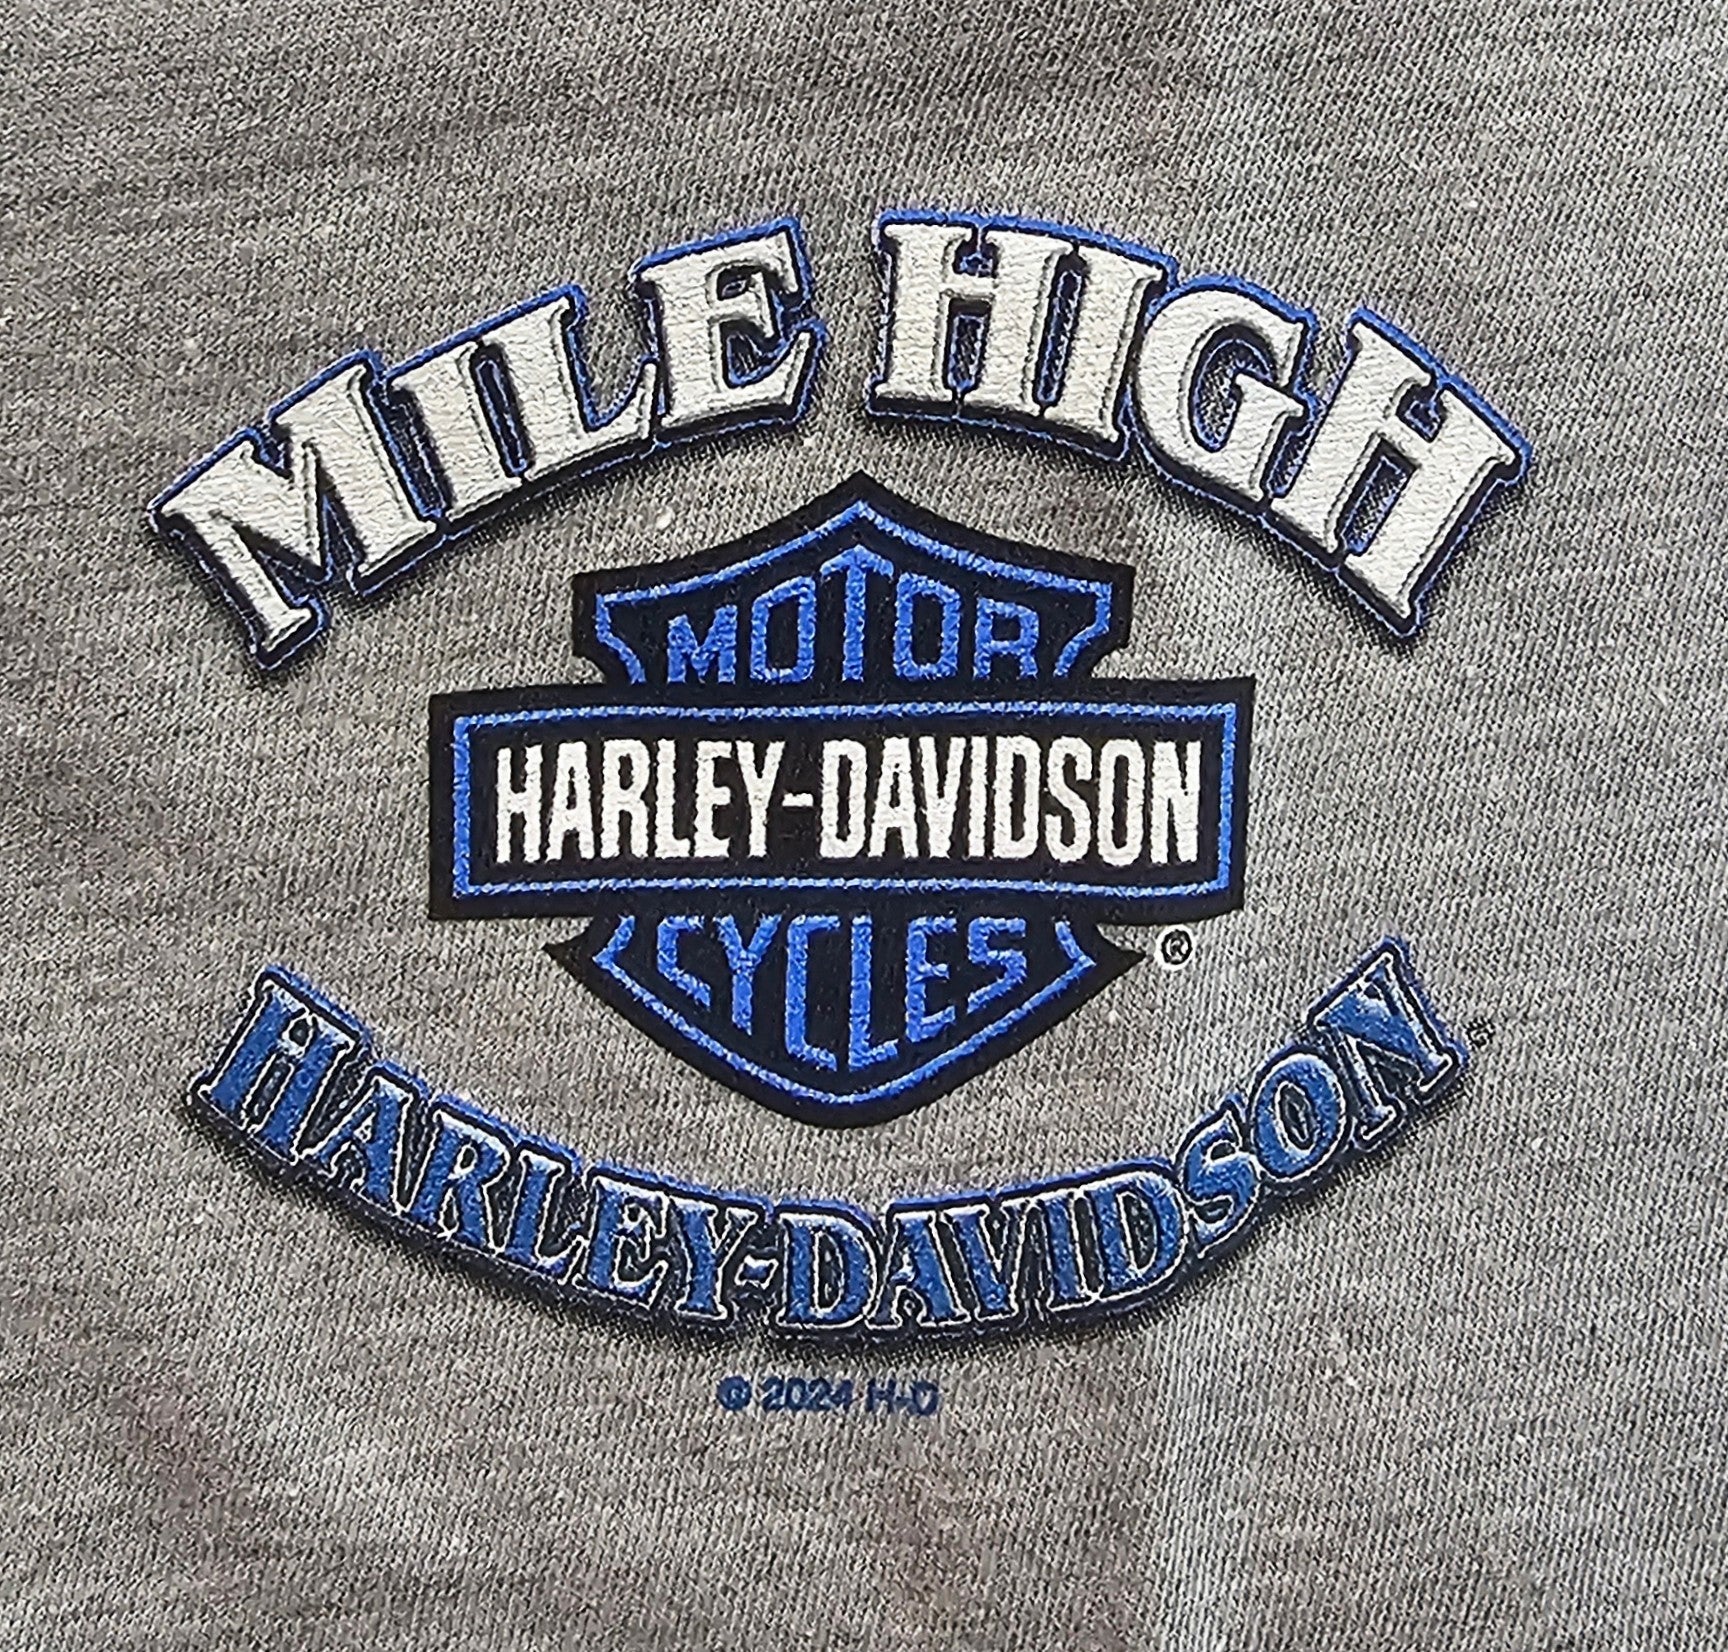 MILE HIGH
MOTOR
HARLEY-DAVIDSON
CYCLES ®
HARLEY-DAVIDSON
© 2024 H-D